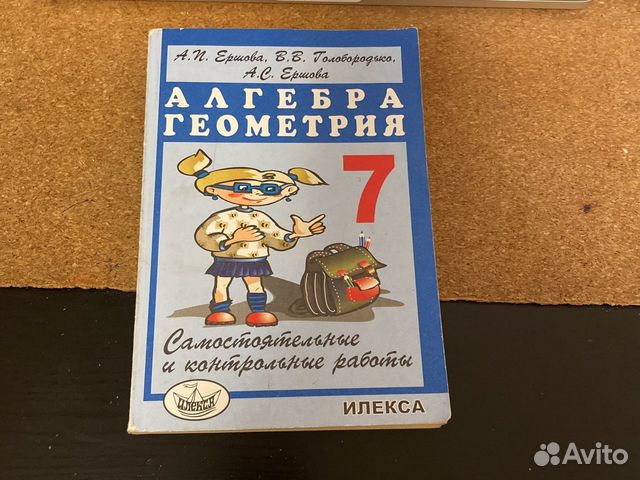 А.П. Ершова, В.В. Голобородько,
А.С. Ершова
АЛГЕБРА
ГЕОМЕТРИЯ
7
Самостоятельные
и контрольные работы
ИЛЕКСА
ИЛЕКСА
Avito